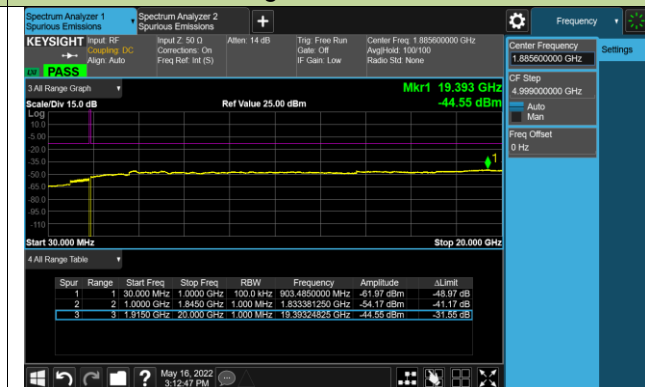 Spectrum Analyzer 1
Spurious Emissions
Spectrum Analyzer 2
Spurious Emissions
+
Frequency
KEYSIGHT
Input: RF
Coupling: DC
Align: Auto
Input Z: 50 Ω
Corrections: On
Freq Ref: Int (S)
Atten: 14 dB
Trig: Free Run
Gate: Off
IF Gain: Low
Center Freq: 1.885600000 GHz
Avg|Hold: 100/100
Radio Std: None
PASS
Center Frequency
1.885600000 GHz
Settings
CF Step
4.999000000 GHz
Auto
Man
Freq Offset
0 Hz
3 All Range Graph
Mkr1 19.393 GHz
Scale/Div 15.0 dB
Ref Value 25.00 dBm
-44.55 dBm
Log
10.0
-5.00
-20.0
-35.0
-50.0
-65.0
-80.0
-95.0
-110
1
Start 30.000 MHz
Stop 20.000 GHz
4 All Range Table
Spur Range Start Freq Stop Freq RBW Frequency Amplitude ΔLimit
1 1 30.000 MHz 1.0000 GHz 100.0 kHz 903.4850000 MHz -61.97 dBm -48.97 dB
2 2 1.0000 GHz 1.8450 GHz 1.000 MHz 1.833381250 GHz -54.17 dBm -41.17 dB
3 3 1.9150 GHz 20.000 GHz 1.000 MHz 19.39324825 GHz -44.55 dBm -31.55 dB
?
May 16, 2022
3:12:47 PM